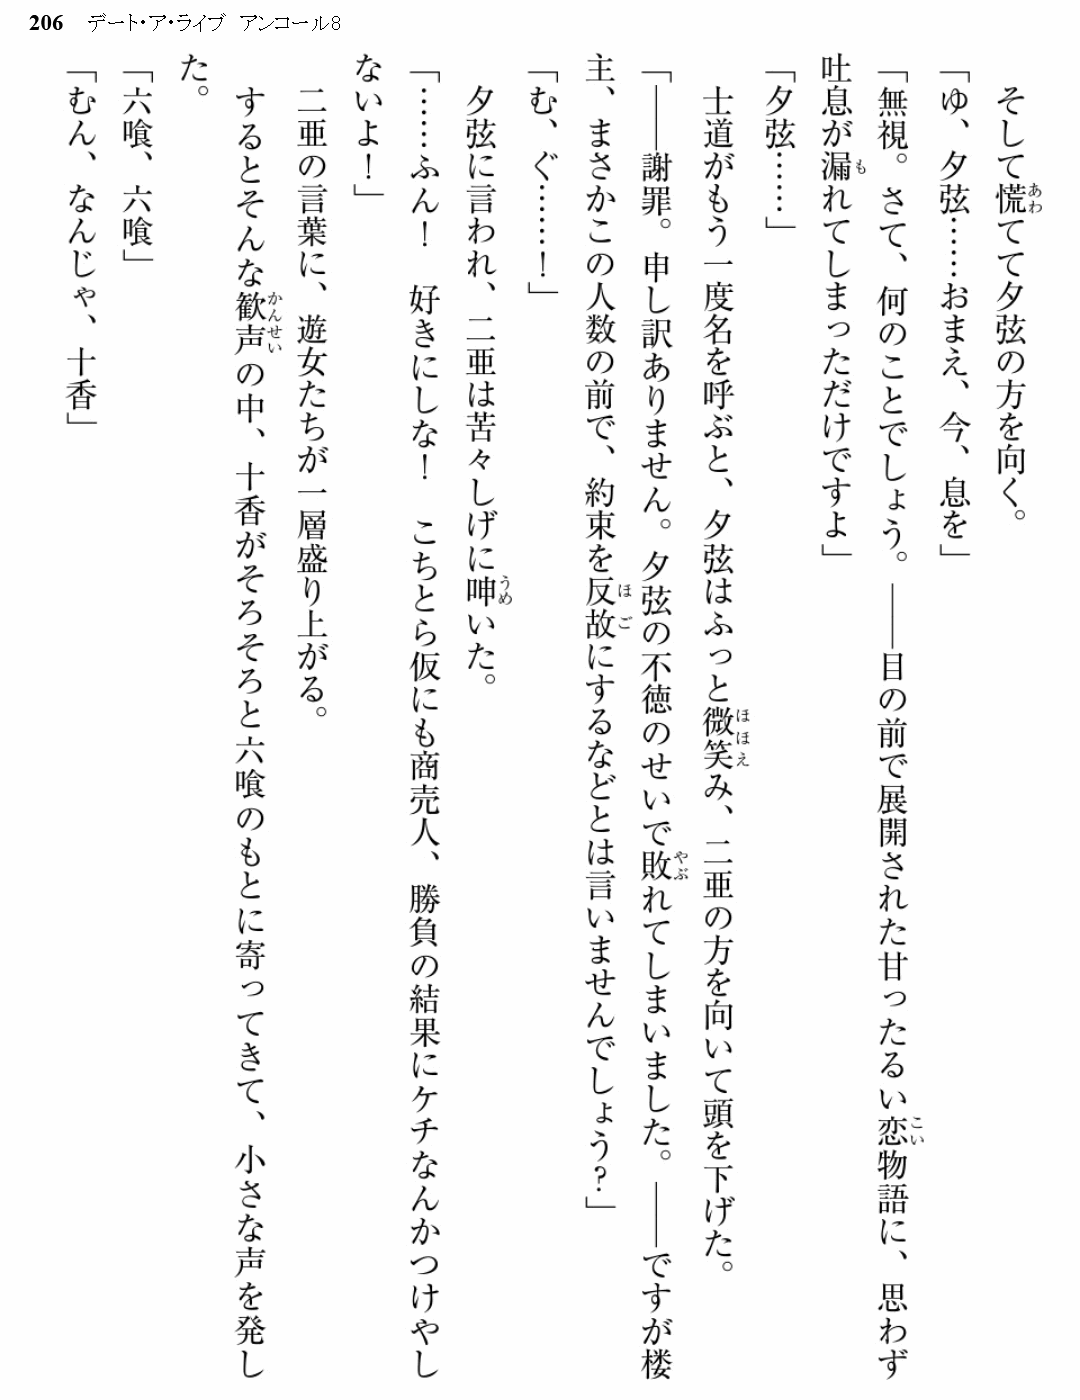 206 デート・ア・ライブ アンコール8
そして慌てて夕弦の方を向く。
「ゆ、夕弦……おまえ、今、息を」
「無視。さて、何のことでしょう。――目の前で展開された甘ったるい恋物語に、思わず
吐息が漏れてしまっただけですよ」
「夕弦……」
士道がもう一度名を呼ぶと、夕弦はふっと微笑み、二亜の方を向いて頭を下げた。
「――謝罪。申し訳ありません。夕弦の不徳のせいで敗れてしまいました。――ですが楼
主、まさかこの人数の前で、約束を反故にするなどとは言いませんでしょう?」
「む、ぐ……!」
夕弦に言われ、二亜は苦々しげに呻いた。
「……ふん! 好きにしな! こちとら仮にも商売人、勝負の結果にケチなんかつけやし
ないよ!」
二亜の言葉に、遊女たちが一層盛り上がる。
するとそんな歓声の中、十香がそろそろと六喰のもとに寄ってきて、小さな声を発し
た。
「六喰、六喰」
「むん、なんじゃ、十香」